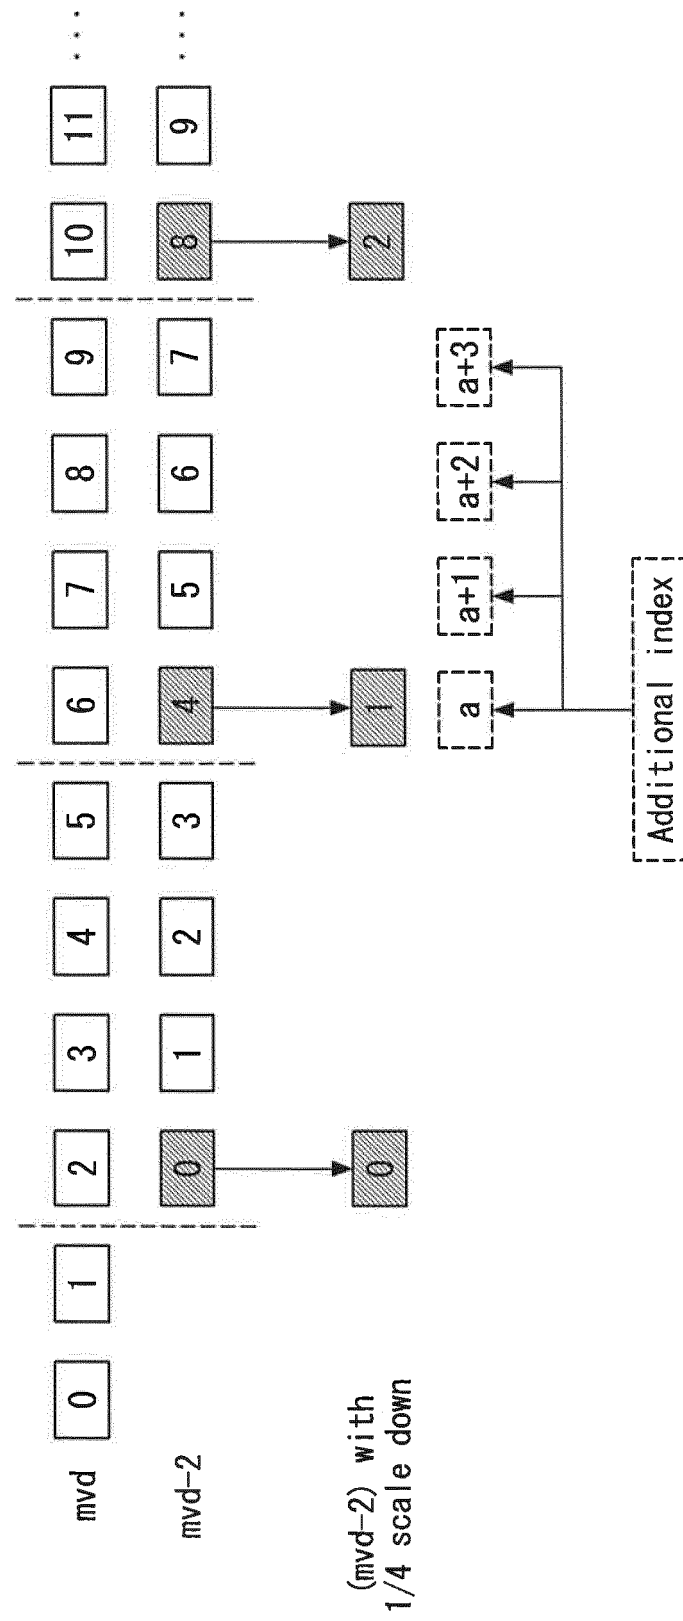 mvd 0 1 2 3 4 5 6 7 8 9 10 11 ...
mvd-2 0 1 2 3 4 5 6 7 8 9 ...
(mvd-2) with
1/4 scale down
0 1 2
a a+1 a+2 a+3
Additional index